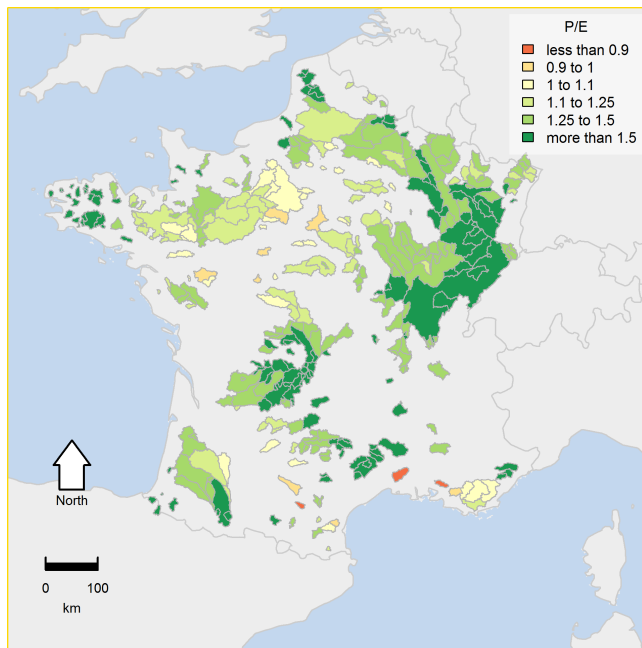 P/E
less than 0.9
0.9 to 1
1 to 1.1
1.1 to 1.25
1.25 to 1.5
more than 1.5
North
0 100
km